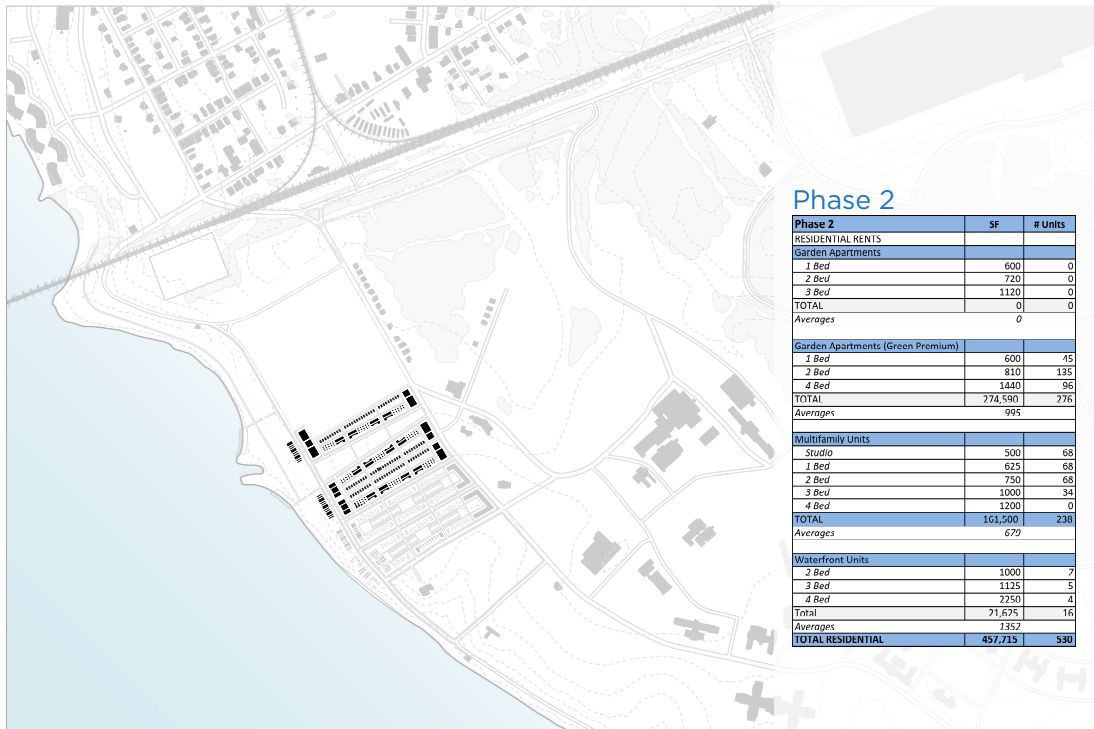 Phase 2
Phase 2 SF # Units
RESIDENTIAL RENTS
Garden Apartments
1 Bed 600 0
2 Bed 720 0
3 Bed 1120 0
TOTAL 0 0
Averages 0
Garden Apartments (Green Premium)
1 Bed 600 45
2 Bed 810 135
4 Bed 1440 96
TOTAL 274,590 276
Averages 995
Multifamily Units
Studio 500 68
1 Bed 625 68
2 Bed 750 68
3 Bed 1000 34
4 Bed 1200 0
TOTAL 161,500 238
Averages 679
Waterfront Units
2 Bed 1000 7
3 Bed 1125 5
4 Bed 2250 4
Total 21,625 16
Averages 1352
TOTAL RESIDENTIAL 457,715 530